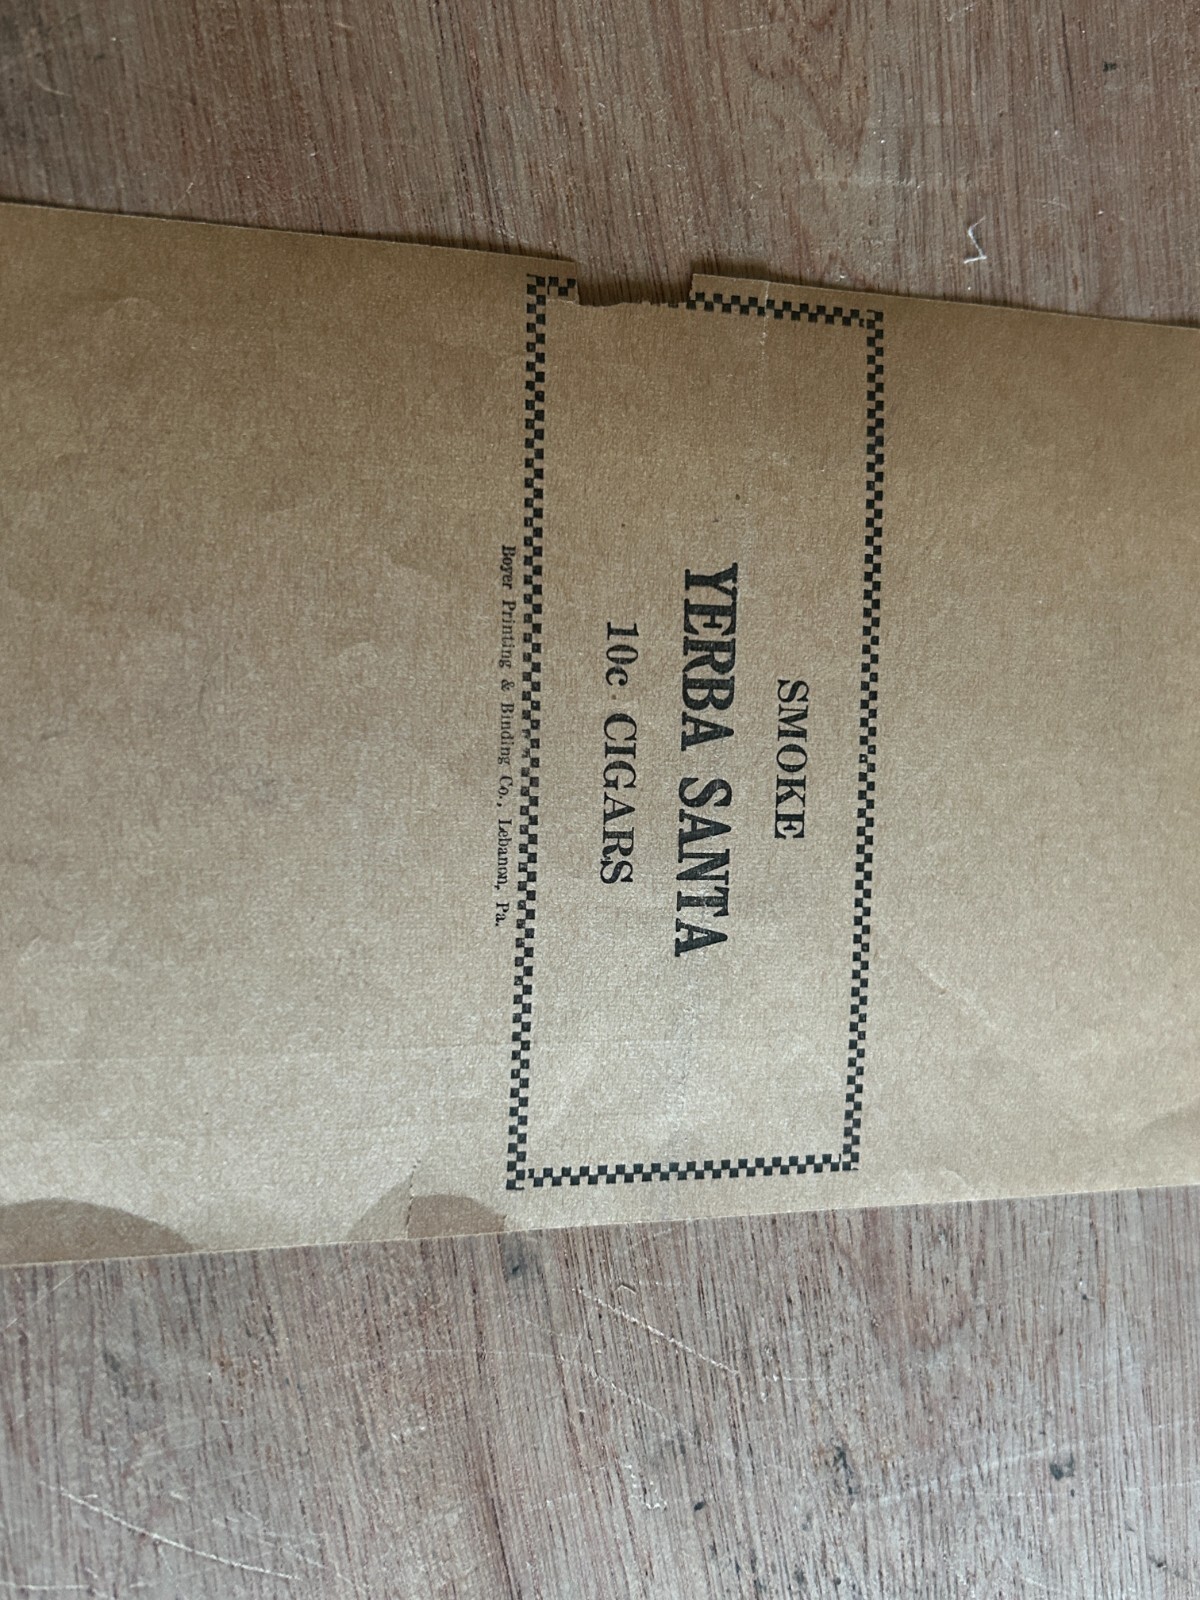 SMOKE
YERBA SANTA
10c CIGARS
Boyer Printing & Binding Co., Lebanon, Pa.